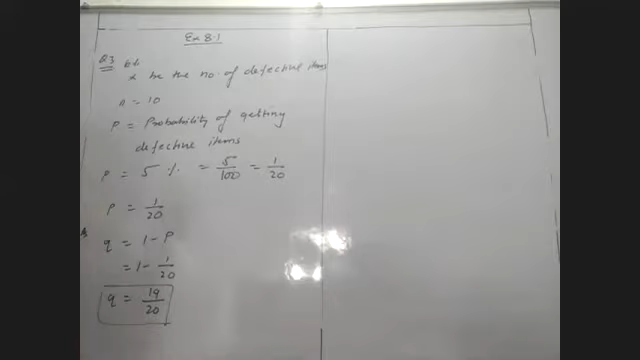 Ex 8.1
Q3 let
x be the no. of defective items
n = 10
P = Probability of getting
defective items
P = 5 % = 5/100 = 1/20
P = 1/20
q = 1 - P
= 1 - 1/20
q = 19/20